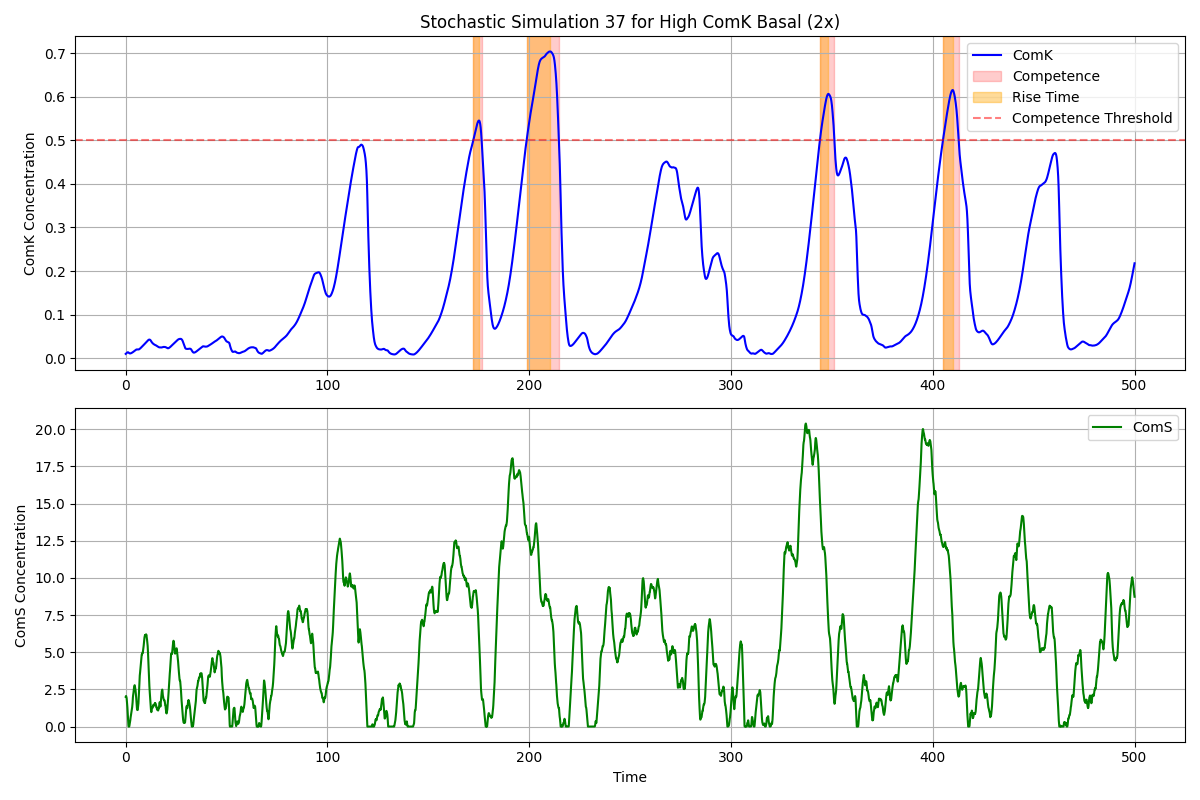 Stochastic Simulation 37 for High ComK Basal (2x)
ComK Concentration
0.7
0.6
0.5
0.4
0.3
0.2
0.1
0.0
ComK
Competence
Rise Time
Competence Threshold
0 100 200 300 400 500
ComS Concentration
20.0
17.5
15.0
12.5
10.0
7.5
5.0
2.5
0.0
ComS
0 100 200 300 400 500
Time